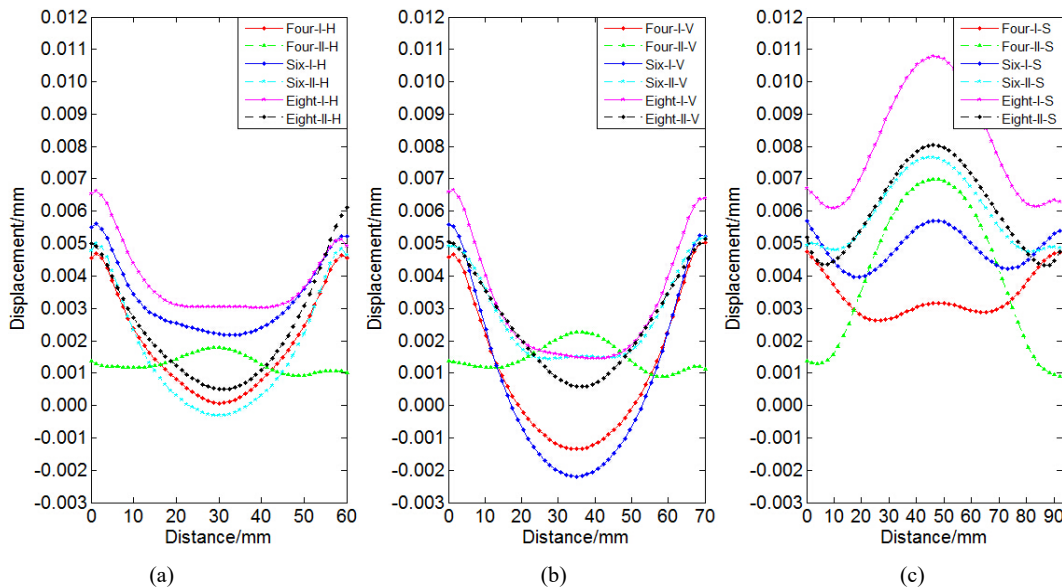 0.012
0.011
0.010
0.009
0.008
0.007
0.006
0.005
0.004
0.003
0.002
0.001
0.000
-0.001
-0.002
-0.003
Displacement/mm
Four-I-H
Four-II-H
Six-I-H
Six-II-H
Eight-I-H
Eight-II-H
0 10 20 30 40 50 60
Distance/mm
(a)
0.012
0.011
0.010
0.009
0.008
0.007
0.006
0.005
0.004
0.003
0.002
0.001
0.000
-0.001
-0.002
-0.003
Displacement/mm
Four-I-V
Four-II-V
Six-I-V
Six-II-V
Eight-I-V
Eight-II-V
0 10 20 30 40 50 60 70
Distance/mm
(b)
0.012
0.011
0.010
0.009
0.008
0.007
0.006
0.005
0.004
0.003
0.002
0.001
0.000
-0.001
-0.002
-0.003
Displacement/mm
Four-I-S
Four-II-S
Six-I-S
Six-II-S
Eight-I-S
Eight-II-S
0 10 20 30 40 50 60 70 80 90
Distance/mm
(c)